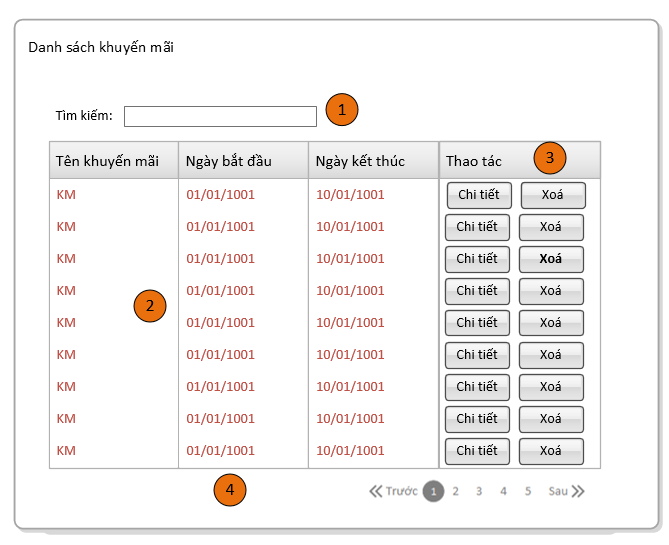 Danh sách khuyến mãi
Tìm kiếm: 1
Tên khuyến mãi Ngày bắt đầu Ngày kết thúc Thao tác 3
KM 01/01/1001 10/01/1001 Chi tiết Xoá
KM 01/01/1001 10/01/1001 Chi tiết Xoá
KM 01/01/1001 10/01/1001 Chi tiết Xoá
KM 01/01/1001 10/01/1001 Chi tiết Xoá
2
KM 01/01/1001 10/01/1001 Chi tiết Xoá
KM 01/01/1001 10/01/1001 Chi tiết Xoá
KM 01/01/1001 10/01/1001 Chi tiết Xoá
KM 01/01/1001 10/01/1001 Chi tiết Xoá
KM 01/01/1001 10/01/1001 Chi tiết Xoá
4 Trước 1 2 3 4 5 Sau